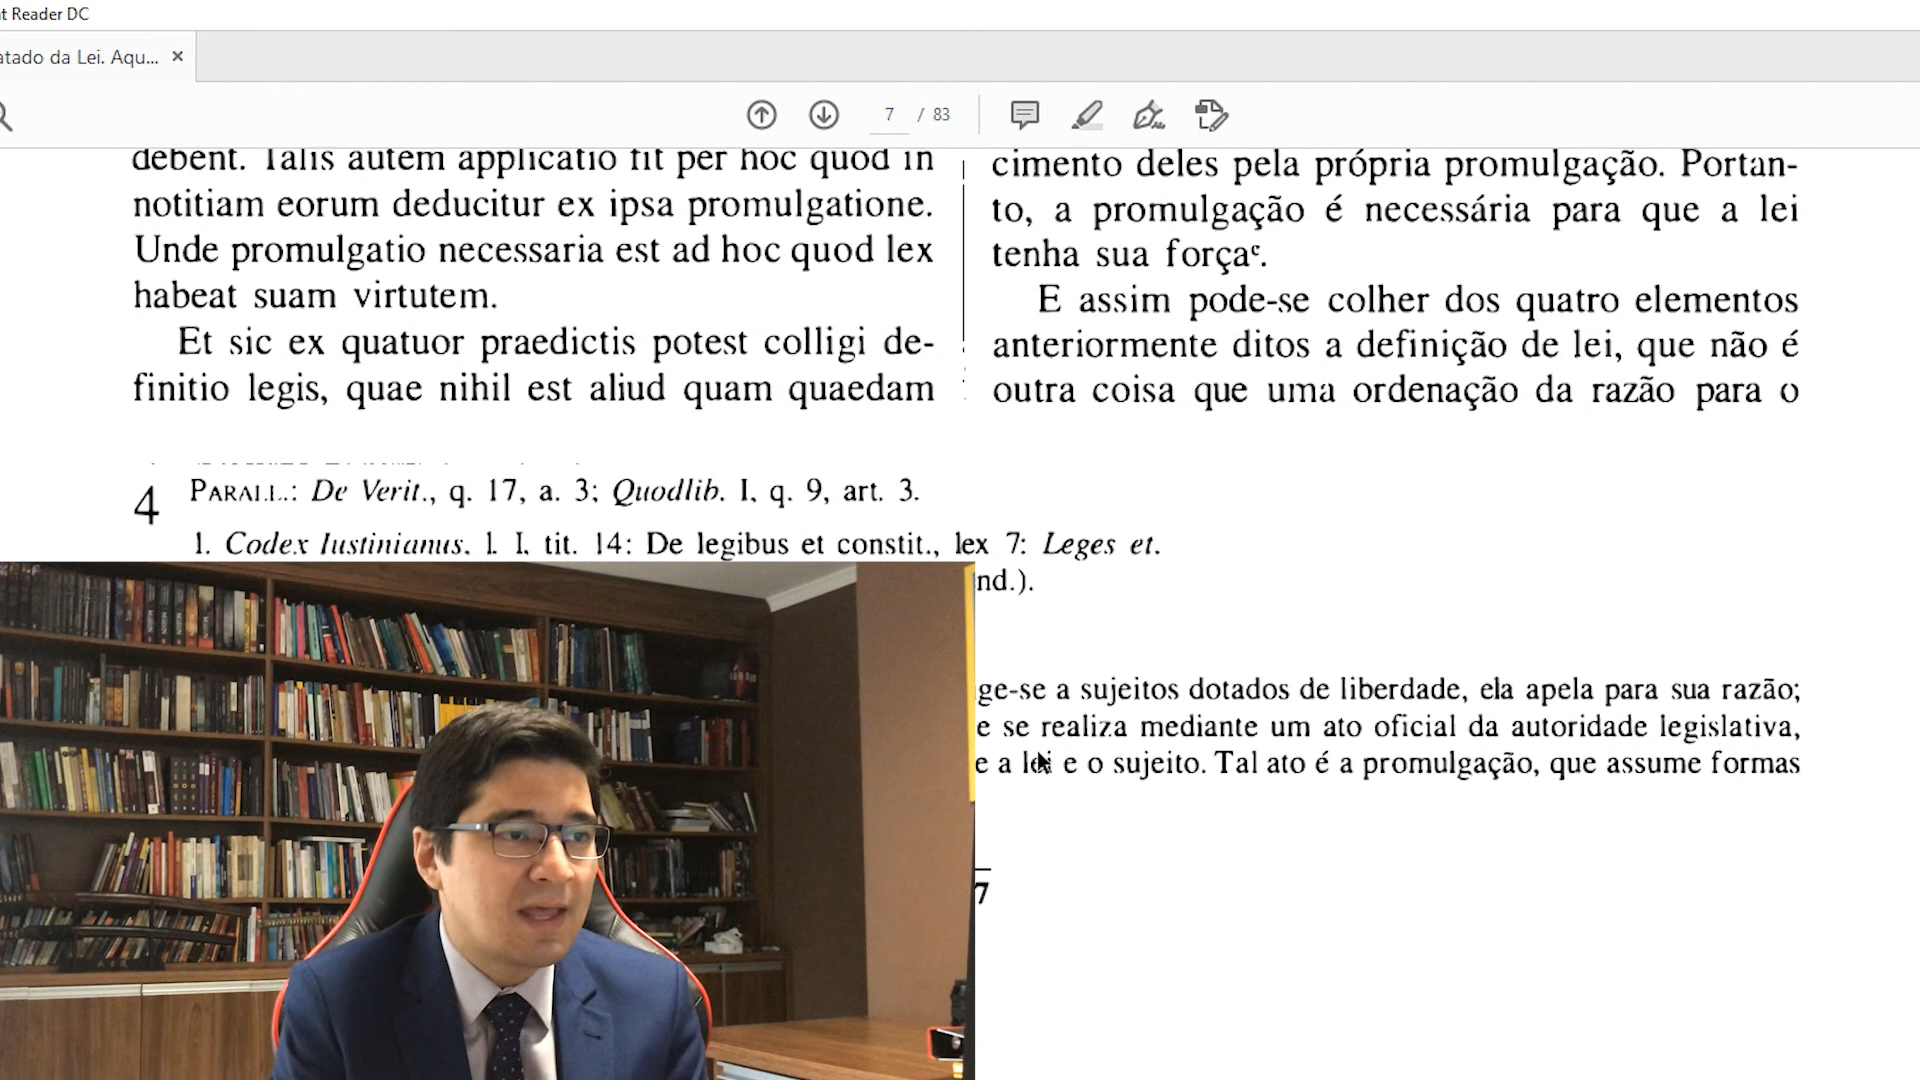 t Reader DC
atado da Lei. Aqu... ×
7 / 83
debent. Talis autem applicatio fit per hoc quod in
notitiam eorum deducitur ex ipsa promulgatione.
Unde promulgatio necessaria est ad hoc quod lex
habeat suam virtutem.
Et sic ex quatuor praedictis potest colligi de-
finitio legis, quae nihil est aliud quam quaedam
cimento deles pela própria promulgação. Portan-
to, a promulgação é necessária para que a lei
tenha sua forçaᶜ.
E assim pode-se colher dos quatro elementos
anteriormente ditos a definição de lei, que não é
outra coisa que uma ordenação da razão para o
4 PARALL.: De Verit., q. 17, a. 3; Quodlib. I, q. 9, art. 3.
1. Codex Iustinianus, l. I, tit. 14: De legibus et constit., lex 7: Leges et.
nd.).
ge-se a sujeitos dotados de liberdade, ela apela para sua razão;
e se realiza mediante um ato oficial da autoridade legislativa,
e a lei e o sujeito. Tal ato é a promulgação, que assume formas
7